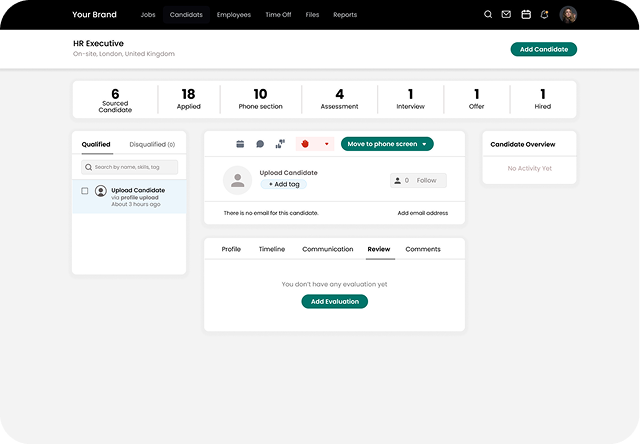 Your Brand Jobs Candidats Employees Time Off Files Reports
HR Executive
On-site, London, United Kingdom
Add Candidate
6 18 10 4 1 1 1
Sourced Candidate Applied Phone section Assessment Interview Offer Hired
Qualified Disqualified (0)
Search by name, skills, tag
Upload Candidate
via profile upload
About 3 hours ago
Move to phone screen
Upload Candidate
+ Add tag
0 Follow
There is no email for this candidate. Add email address
Profile Timeline Communication Review Comments
You don't have any evaluation yet
Add Evaluation
Candidate Overview
No Activity Yet